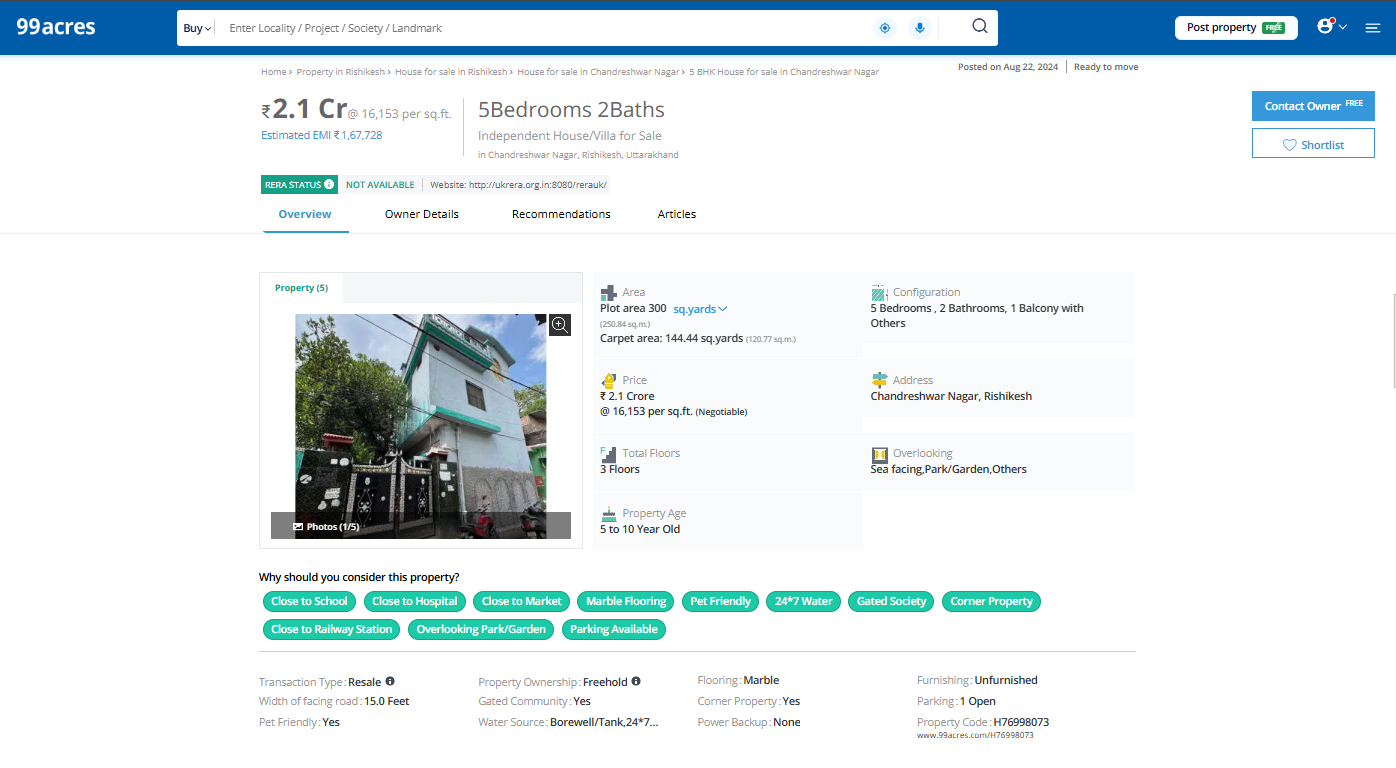 99acres
Buy
Enter Locality / Project / Society / Landmark
Post property FREE
Home › Property in Rishikesh › House for sale in Rishikesh › House for sale in Chandreshwar Nagar › 5 BHK House for sale in Chandreshwar Nagar
Posted on Aug 22, 2024 | Ready to move
₹ 2.1 Cr @ 16,153 per sq.ft.
Estimated EMI ₹ 1,67,728
5Bedrooms 2Baths
Independent House/Villa for Sale
in Chandreshwar Nagar, Rishikesh, Uttarakhand
Contact Owner FREE
Shortlist
RERA STATUS NOT AVAILABLE Website: http://ukrera.org.in:8080/rerauk/
Overview Owner Details Recommendations Articles
Property (5)
Photos (1/5)
Area
Plot area 300 sq.yards
(250.84 sq.m.)
Carpet area: 144.44 sq.yards (120.77 sq.m.)
Configuration
5 Bedrooms , 2 Bathrooms, 1 Balcony with
Others
Price
₹ 2.1 Crore
@ 16,153 per sq.ft. (Negotiable)
Address
Chandreshwar Nagar, Rishikesh
Total Floors
3 Floors
Overlooking
Sea facing,Park/Garden,Others
Property Age
5 to 10 Year Old
Why should you consider this property?
Close to School Close to Hospital Close to Market Marble Flooring Pet Friendly 24*7 Water Gated Society Corner Property
Close to Railway Station Overlooking Park/Garden Parking Available
Transaction Type : Resale Property Ownership : Freehold Flooring : Marble Furnishing : Unfurnished
Width of facing road : 15.0 Feet Gated Community : Yes Corner Property : Yes Parking : 1 Open
Pet Friendly : Yes Water Source : Borewell/Tank,24*7... Power Backup : None Property Code : H76998073
www.99acres.com/H76998073